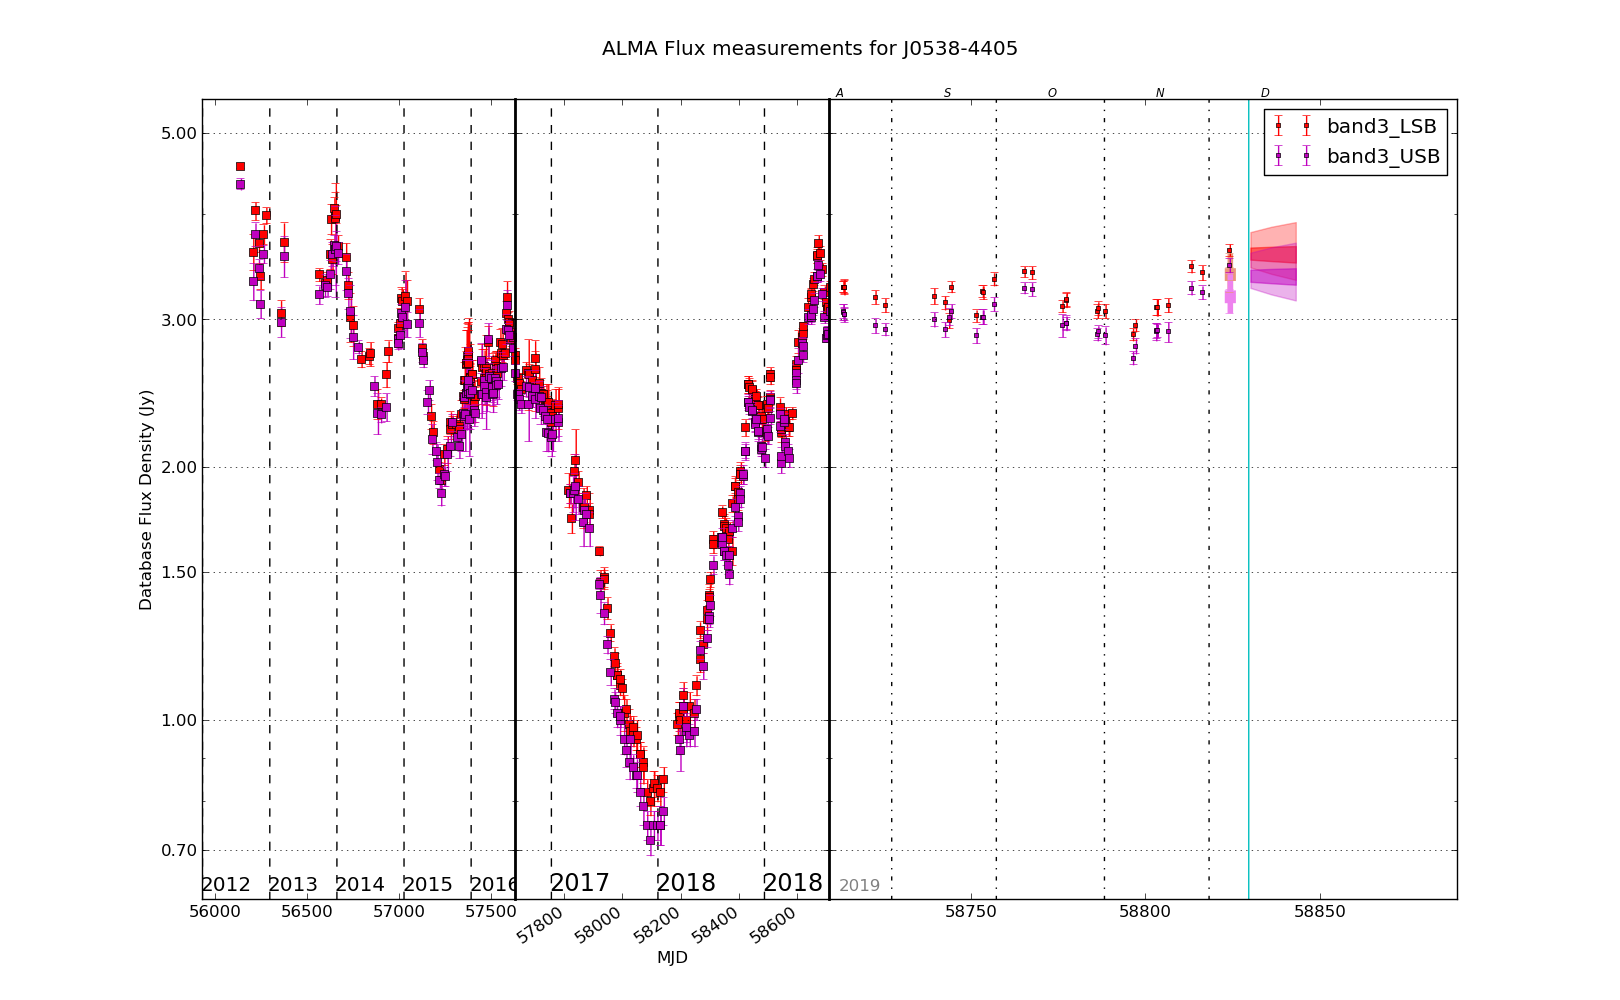 ALMA Flux measurements for J0538-4405
A S O N D
band3_LSB
band3_USB
5.00
3.00
2.00
1.50
1.00
0.70
Database Flux Density (Jy)
2012 2013 2014 2015 2016 2017 2018 2018 2019
56000 56500 57000 57500 57800 58000 58200 58400 58600 58750 58800 58850
MJD